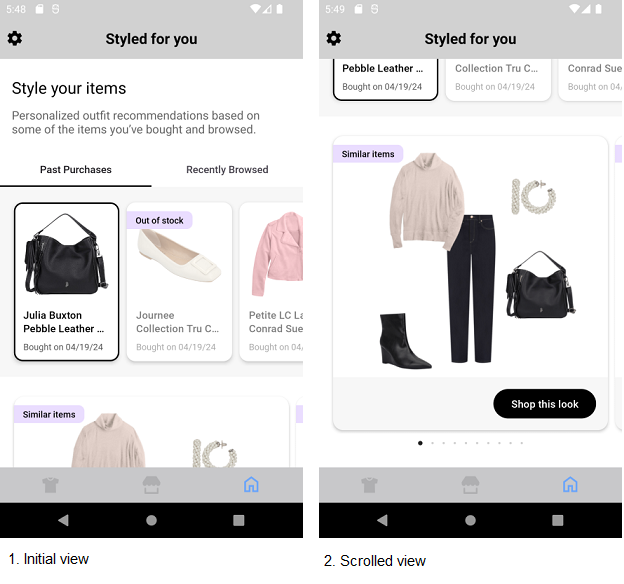 5:48
Styled for you
Style your items
Personalized outfit recommendations based on
some of the items you've bought and browsed.
Past Purchases
Recently Browsed
Out of stock
Julia Buxton
Pebble Leather ...
Bought on 04/19/24
Journee
Collection Tru C...
Bought on 04/19/24
Petite LC La
Conrad Sue
Bought on 04
Similar items
1. Initial view
5:49
Styled for you
Pebble Leather ...
Bought on 04/19/24
Collection Tru C...
Bought on 04/19/24
Conrad Sue
Bought on 04
Similar items
Shop this look
2. Scrolled view